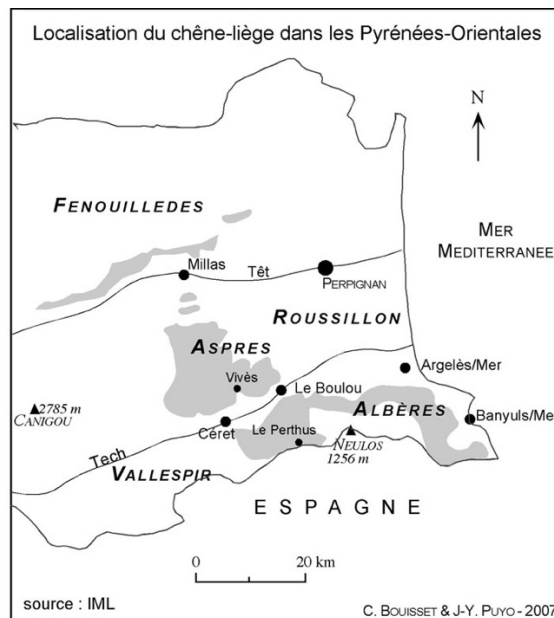 Localisation du chêne-liège dans les Pyrénées-Orientales
N
FENOUILLEDES
MER
MEDITERRANEE
Millas
Têt
PERPIGNAN
ROUSSILLON
ASPRES
Argelès/Mer
Vivès
Le Boulou
2785 m
CANIGOU
ALBÈRES
Banyuls/Mer
Céret
Le Perthus
NEULOS
1256 m
Tech
VALLESPIR
ESPAGNE
0
20 km
source : IML
C. BOUISSET & J-Y. PUYO - 2007